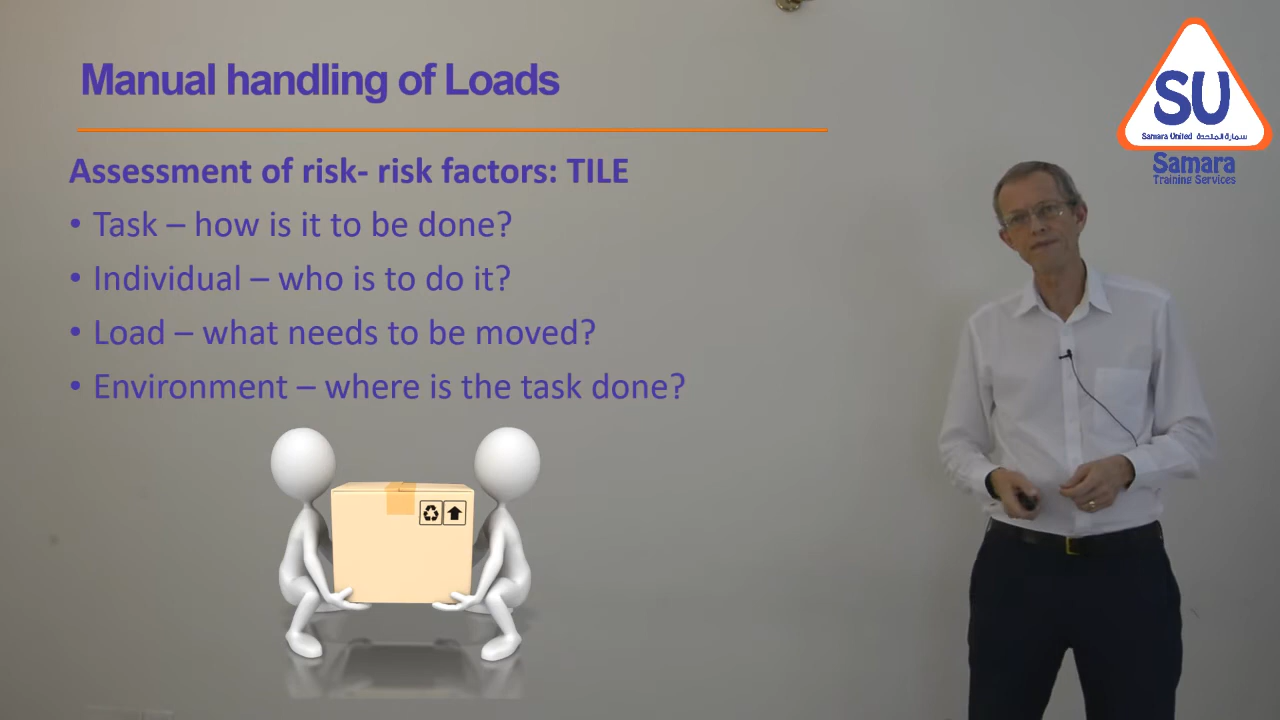 Manual handling of Loads
SU
Samara United سمارة المتحدة
Samara
Training Services
Assessment of risk- risk factors: TILE
• Task – how is it to be done?
• Individual – who is to do it?
• Load – what needs to be moved?
• Environment – where is the task done?